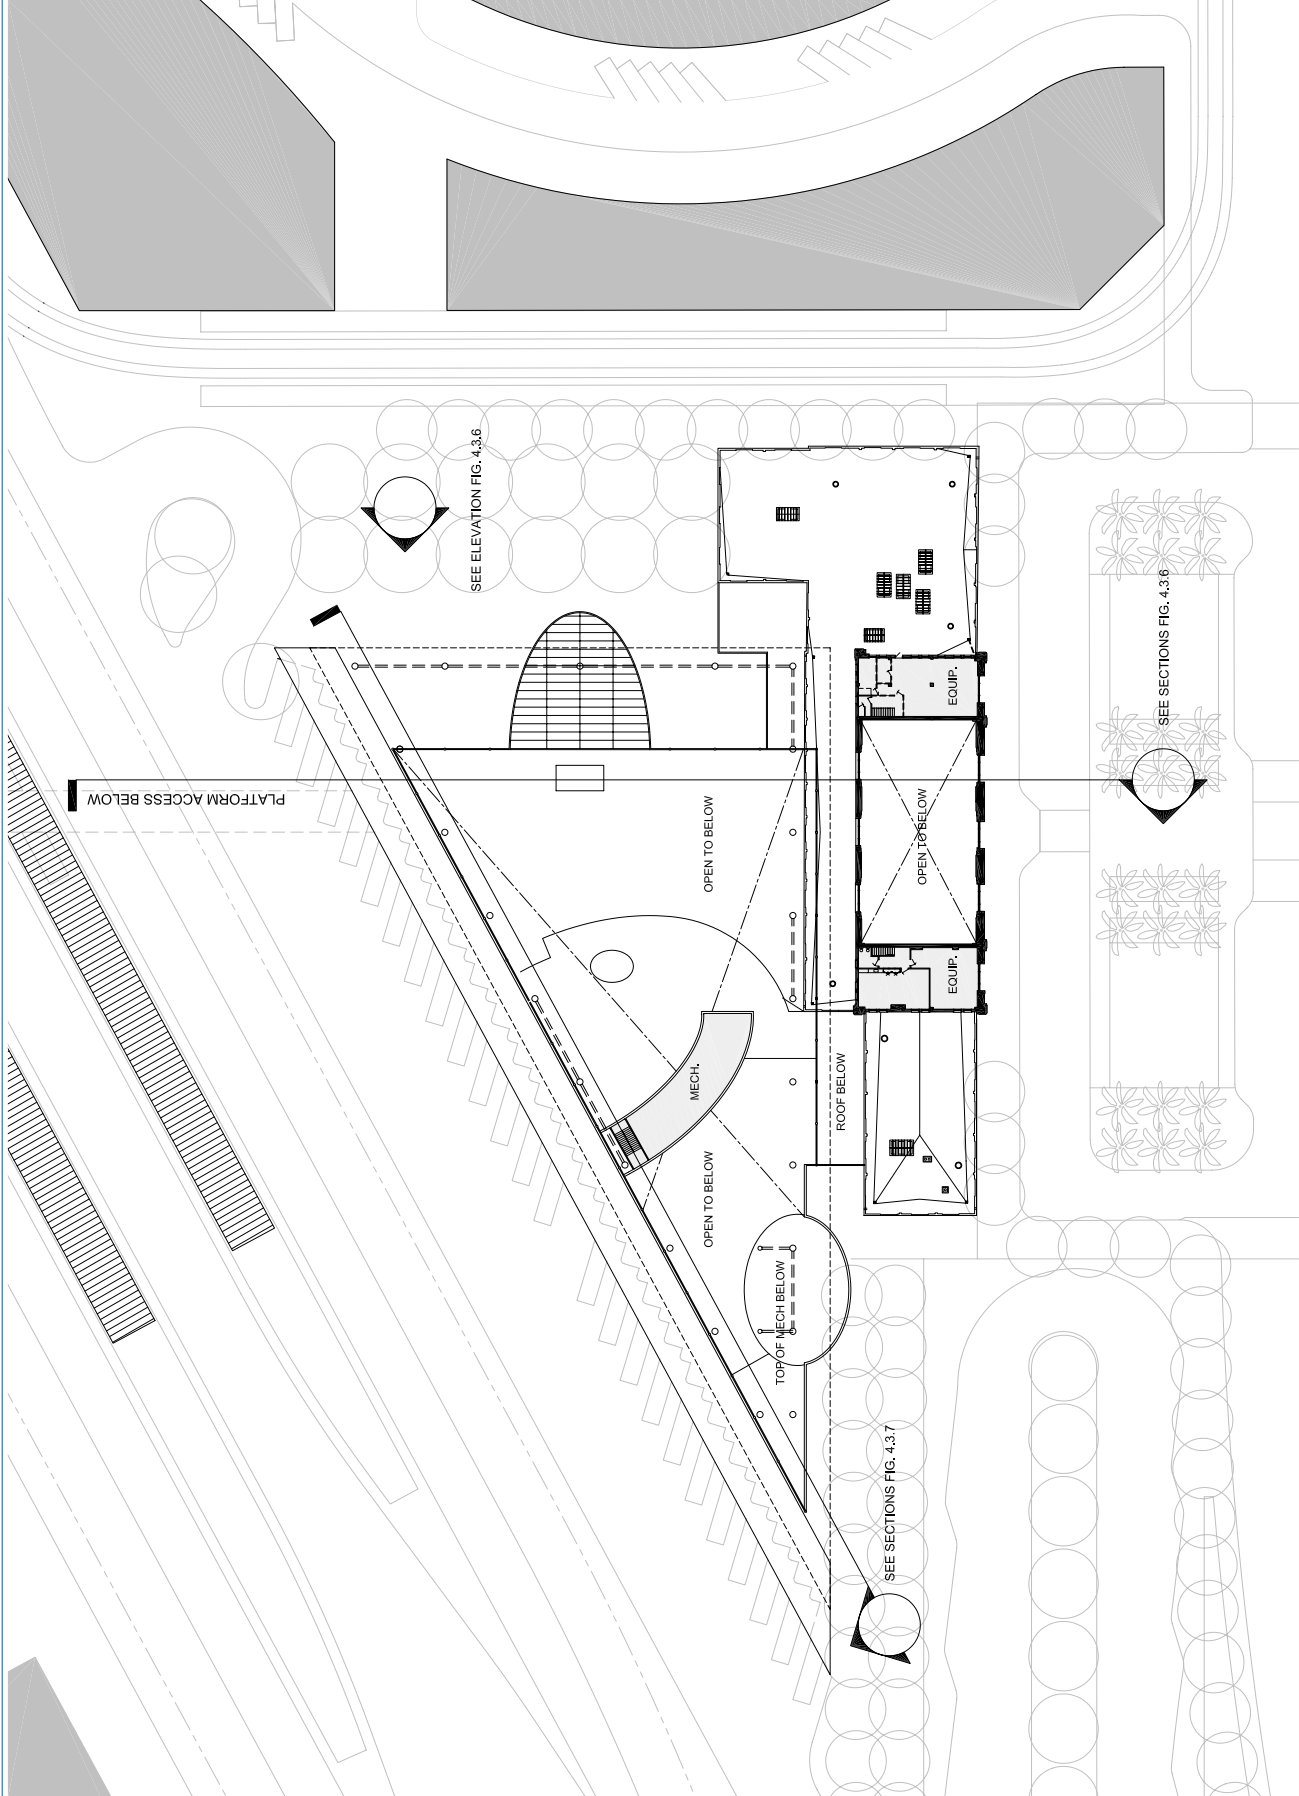 SEE ELEVATION FIG. 4.3.6
SEE SECTIONS FIG. 4.3.6
EQUIP.
PLATFORM ACCESS BELOW
OPEN TO BELOW
OPEN TO BELOW
EQUIP.
MECH.
ROOF BELOW
OPEN TO BELOW
TOP OF MECH BELOW
SEE SECTIONS FIG. 4.3.7